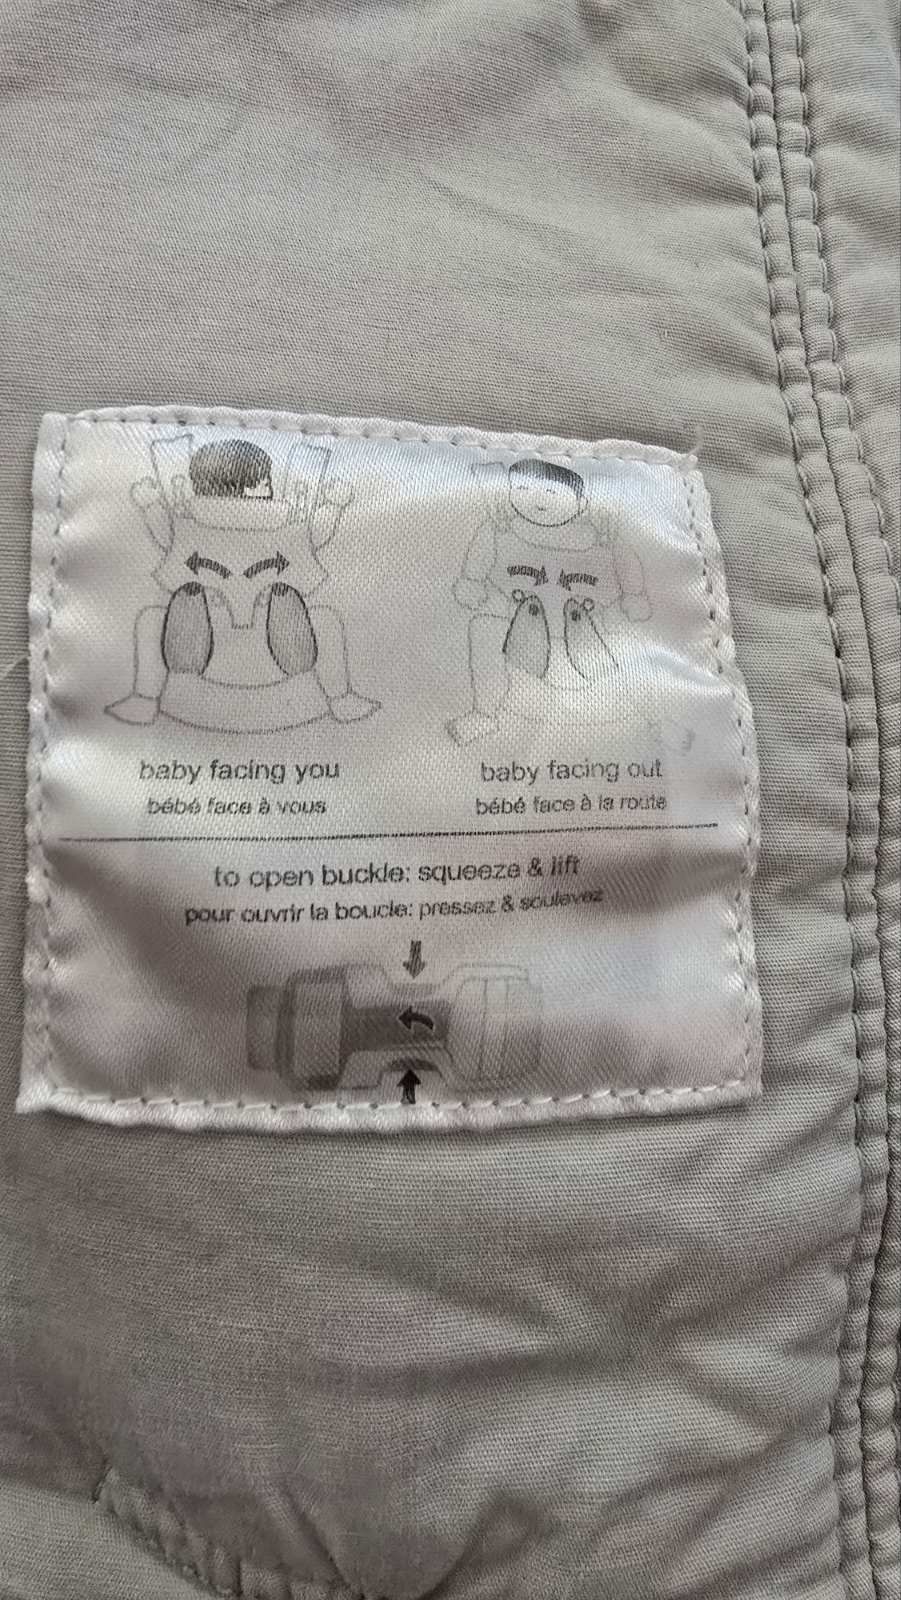 baby facing you
bébé face à vous
baby facing out
bébé face à la route
to open buckle: squeeze & lift
pour ouvrir la boucle: pressez & soulevez